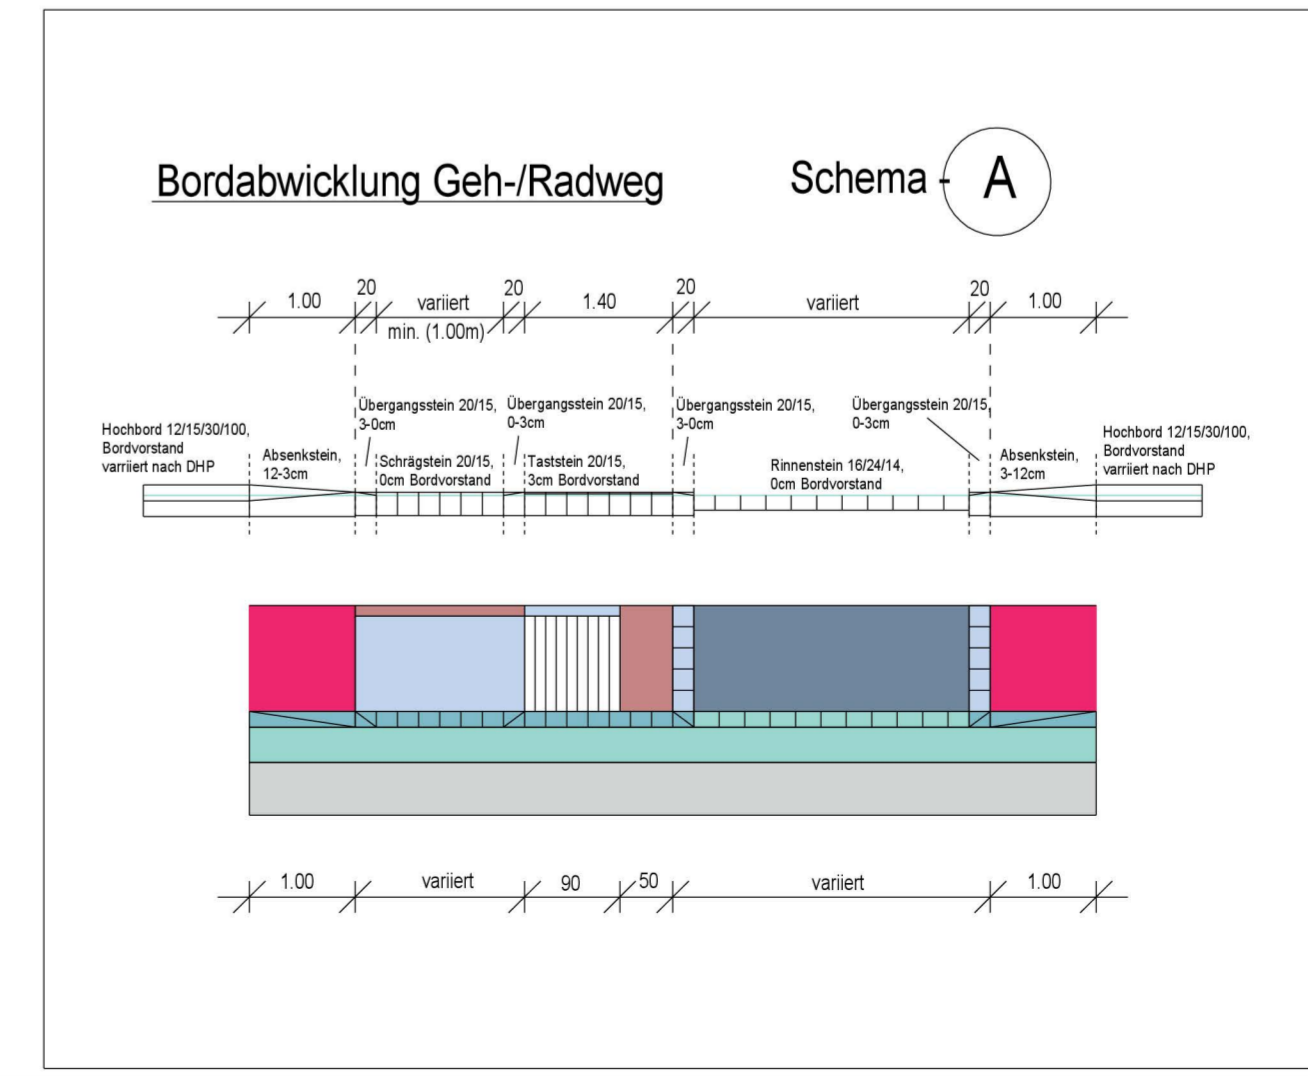 Bordabwicklung Geh-/Radweg
Schema - A
1.00
20
variiert
min. (1.00m)
20
1.40
20
variiert
20
1.00
Hochbord 12/15/30/100,
Bordvorstand
varriiert nach DHP
Absenkstein,
12-3cm
Übergangsstein 20/15,
3-0cm
Schrägstein 20/15,
0cm Bordvorstand
Übergangsstein 20/15,
0-3cm
Taststein 20/15,
3cm Bordvorstand
Übergangsstein 20/15,
3-0cm
Rinnenstein 16/24/14,
0cm Bordvorstand
Übergangsstein 20/15,
0-3cm
Absenkstein,
3-12cm
Hochbord 12/15/30/100,
Bordvorstand
varriiert nach DHP
1.00
variiert
90
50
variiert
1.00